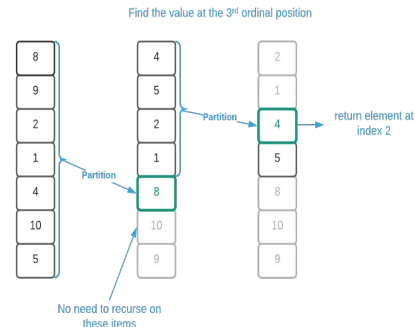 Find the value at the 3rd ordinal position
8 4 2
9 5 1
2 2 4
1 1 5
4 8 8
10 10 10
5 9 9
Partition
Partition
return element at
index 2
No need to recurse on
these items